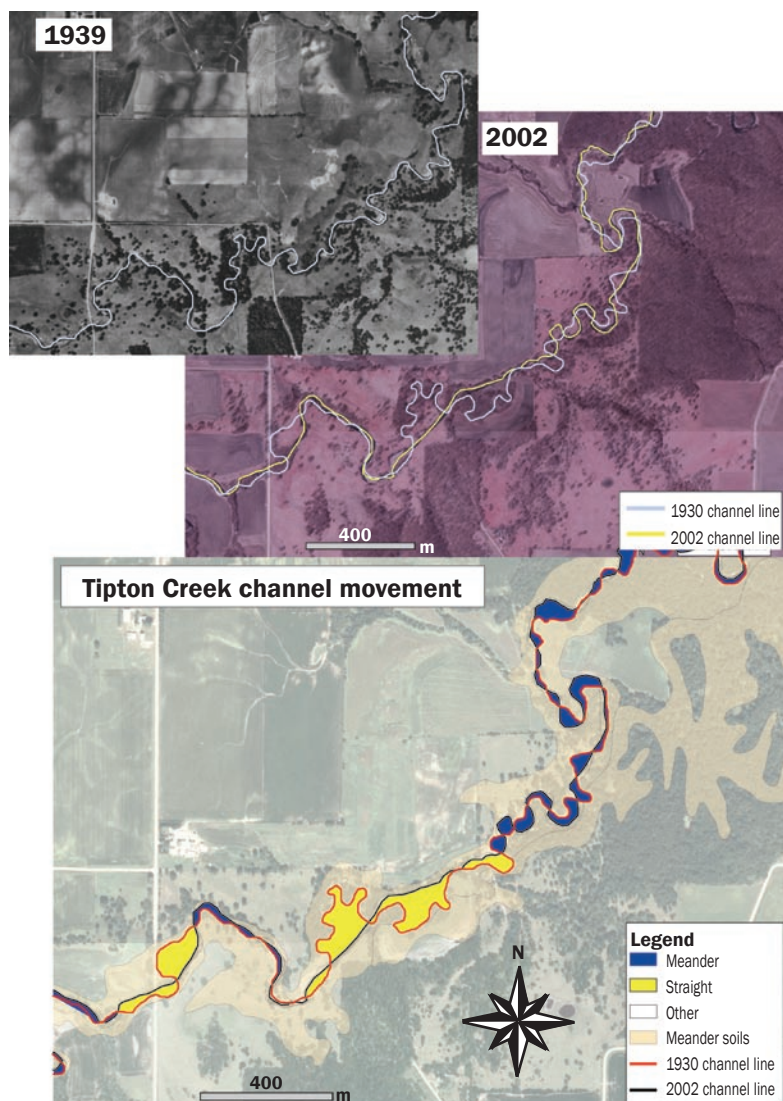 1939
2002
1930 channel line
2002 channel line
400
m
Tipton Creek channel movement
N
Legend
Meander
Straight
Other
Meander soils
1930 channel line
2002 channel line
400
m